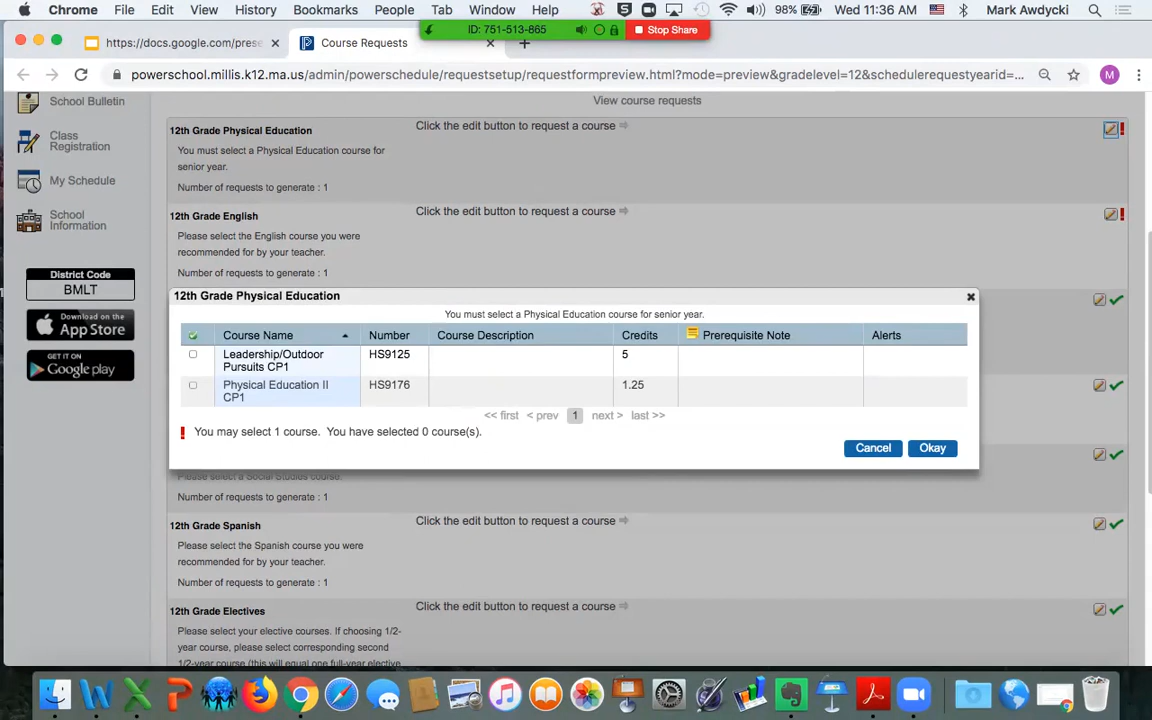 Chrome File Edit View History Bookmarks People Tab Window Help 98% Wed 11:36 AM Mark Awdycki
ID: 751-513-865 Stop Share
https://docs.google.com/prese × Course Requests × +
powerschool.millis.k12.ma.us/admin/powerschedule/requestsetup/requestformpreview.html?mode=preview&gradelevel=12&schedulerequestyearid=... M
School Bulletin
Class
Registration
My Schedule
School
Information
District Code
BMLT
Download on the
App Store
GET IT ON
Google play
View course requests
12th Grade Physical Education
Click the edit button to request a course
You must select a Physical Education course for
senior year.
Number of requests to generate : 1
12th Grade English
Click the edit button to request a course
Please select the English course you were
recommended for by your teacher.
Number of requests to generate : 1
12th Grade Physical Education
You must select a Physical Education course for senior year.
Course Name Number Course Description Credits Prerequisite Note Alerts
Leadership/Outdoor HS9125 5
Pursuits CP1
Physical Education II HS9176 1.25
CP1
<< first < prev 1 next > last >>
! You may select 1 course. You have selected 0 course(s).
Cancel Okay
Please select a Social Studies course.
Number of requests to generate : 1
12th Grade Spanish
Click the edit button to request a course
Please select the Spanish course you were
recommended for by your teacher.
Number of requests to generate : 1
12th Grade Electives
Click the edit button to request a course
Please select your elective courses. If choosing 1/2-
year course, please select corresponding second
1/2-year course (this will equal one full-year elective